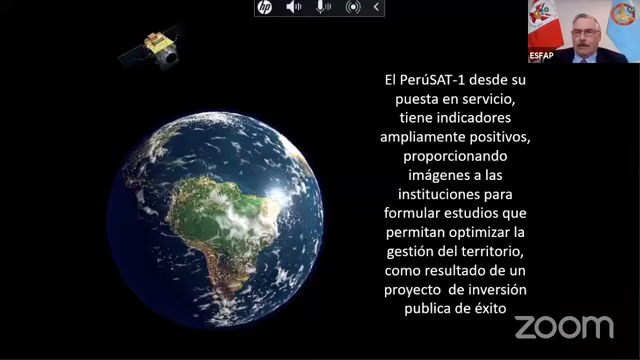 hp
ESFAP
El PerúSAT-1 desde su
puesta en servicio,
tiene indicadores
ampliamente positivos,
proporcionando
imágenes a las
instituciones para
formular estudios que
permitan optimizar la
gestión del territorio,
como resultado de un
proyecto de inversión
publica de éxito
zoom